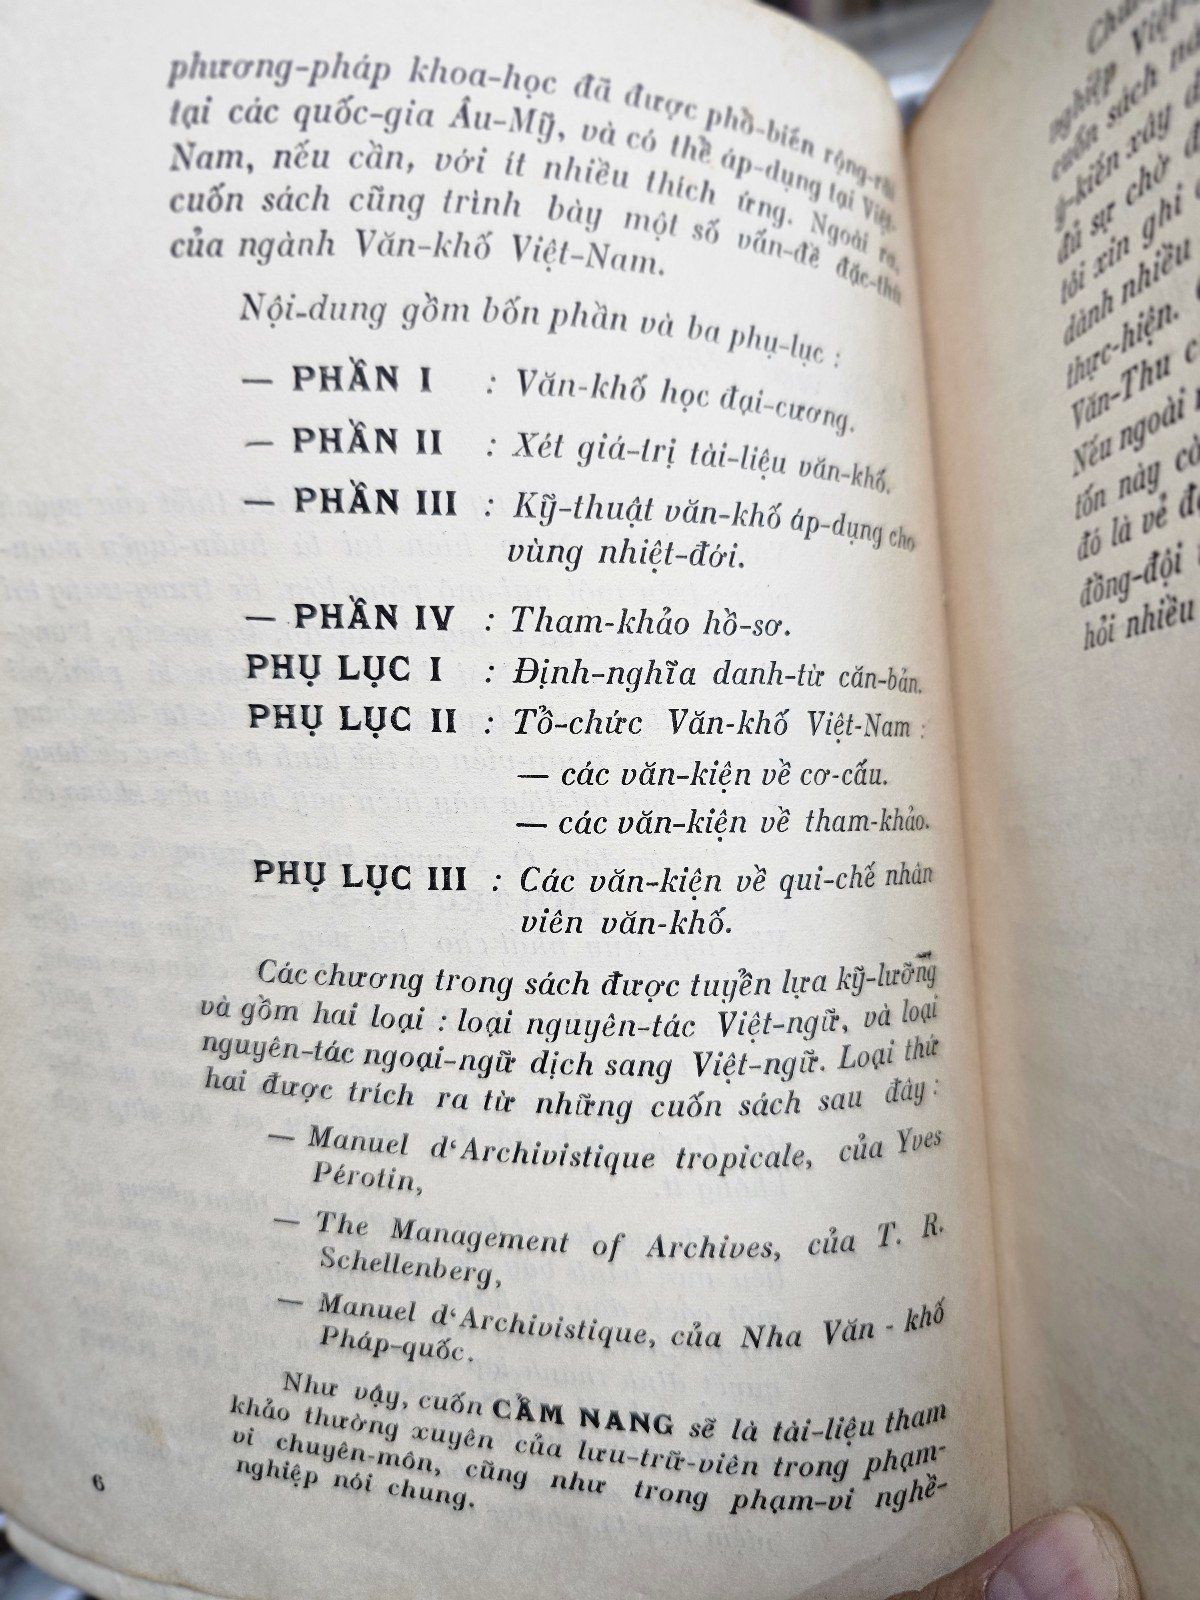 phương-pháp khoa-học đã được phổ-biến rộng-rãi
tại các quốc-gia Âu-Mỹ, và có thể áp-dụng tại Việt-
Nam, nếu cần, với ít nhiều thích ứng. Ngoài ra,
cuốn sách cũng trình bày một số vấn-đề đặc-thù
của ngành Văn-khố Việt-Nam.
Nội-dung gồm bốn phần và ba phụ-lục :
— PHẦN I : Văn-khố học đại-cương.
— PHẦN II : Xét giá-trị tài-liệu văn-khố.
— PHẦN III : Kỹ-thuật văn-khố áp-dụng cho
vùng nhiệt-đới.
— PHẦN IV : Tham-khảo hồ-sơ.
PHỤ LỤC I : Định-nghĩa danh-từ căn-bản.
PHỤ LỤC II : Tổ-chức Văn-khố Việt-Nam :
— các văn-kiện về cơ-cấu.
— các văn-kiện về tham-khảo.
PHỤ LỤC III : Các văn-kiện về qui-chế nhân
viên văn-khố.
Các chương trong sách được tuyển lựa kỹ-lưỡng
và gồm hai loại : loại nguyên-tác Việt-ngữ, và loại
nguyên-tác ngoại-ngữ dịch sang Việt-ngữ. Loại thứ
hai được trích ra từ những cuốn sách sau đây :
— Manuel d‘Archivistique tropicale, của Yves
Pérotin,
— The Management of Archives, của T. R.
Schellenberg,
— Manuel d‘Archivistique, của Nha Văn - khố
Pháp-quốc.
Như vậy, cuốn CẨM NANG sẽ là tài-liệu tham
khảo thường xuyên của lưu-trữ-viên trong phạm-
vi chuyên-môn, cũng như trong phạm-vi nghề-
nghiệp nói chung.
6
nghiệp Việt
cuốn sách
ý-kiến xây
đủ sự chờ
tôi xin ghi
dành nhiều
thực-hiện.
Văn-Thư
Nếu ngoài
tốn này
đó là vẻ
đồng-đội
hỏi nhiều